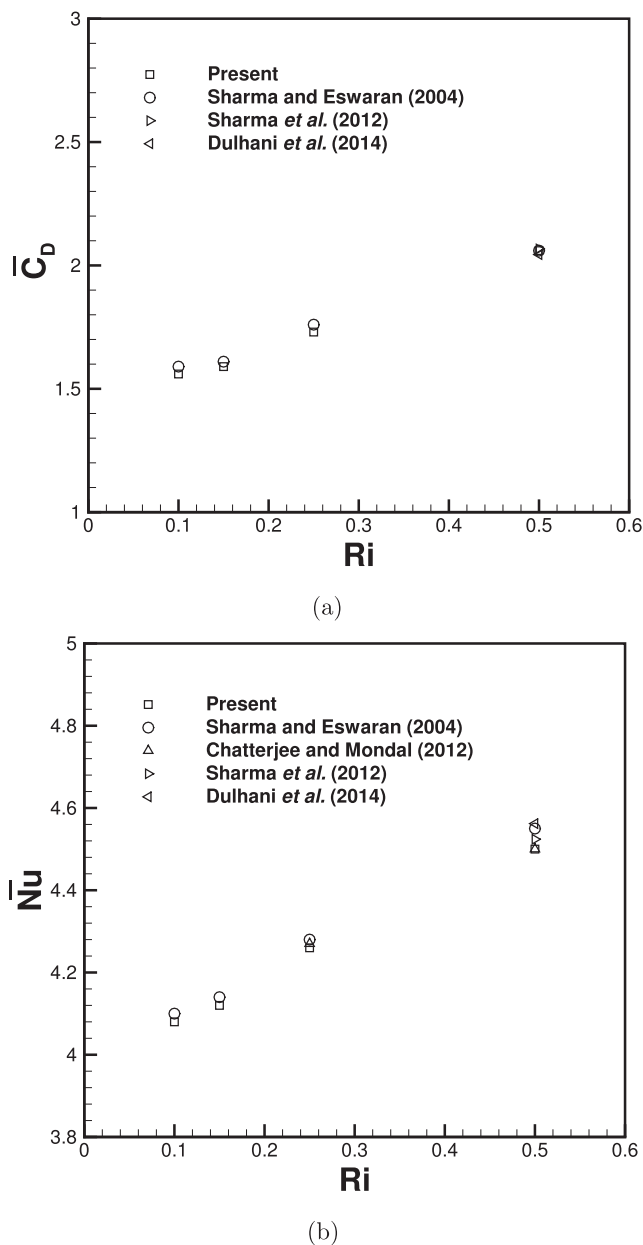 3
2.5
2
1.5
1
C̅D
Present
Sharma and Eswaran (2004)
Sharma et al. (2012)
Dulhani et al. (2014)
0 0.1 0.2 0.3 0.4 0.5 0.6
Ri
(a)
5
4.8
4.6
4.4
4.2
4
3.8
N̅u
Present
Sharma and Eswaran (2004)
Chatterjee and Mondal (2012)
Sharma et al. (2012)
Dulhani et al. (2014)
0 0.1 0.2 0.3 0.4 0.5 0.6
Ri
(b)